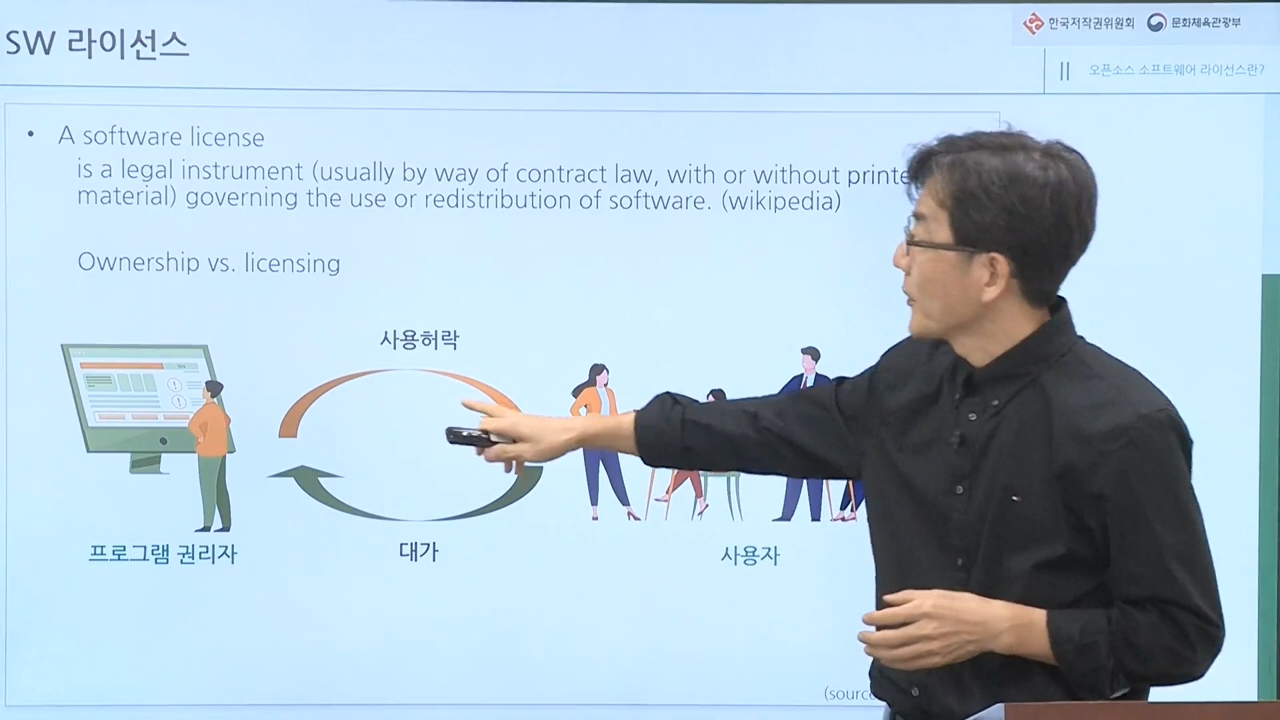 SW 라이선스
한국저작권위원회 문화체육관광부
오픈소스 소프트웨어 라이선스란?
• A software license
is a legal instrument (usually by way of contract law, with or without printe
material) governing the use or redistribution of software. (wikipedia)
Ownership vs. licensing
사용허락
프로그램 권리자
대가
사용자
(source